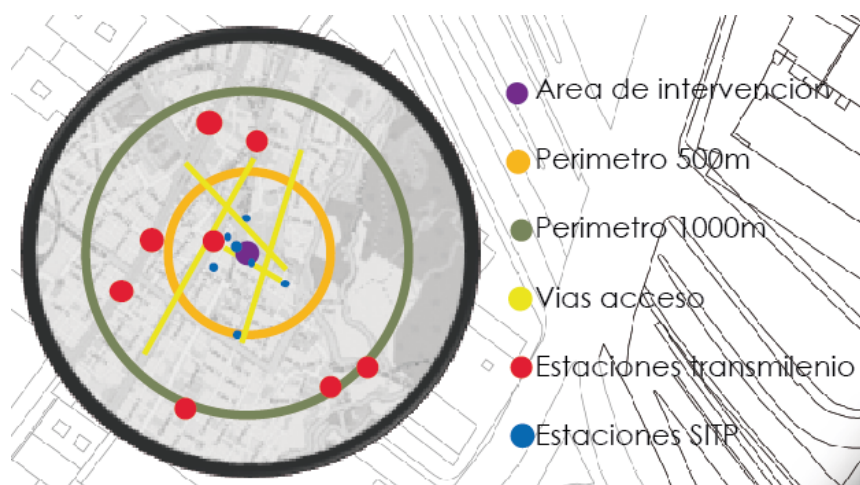 Area de intervención
Perimetro 500m
Perimetro 1000m
Vias acceso
Estaciones transmilenio
Estaciones SITP